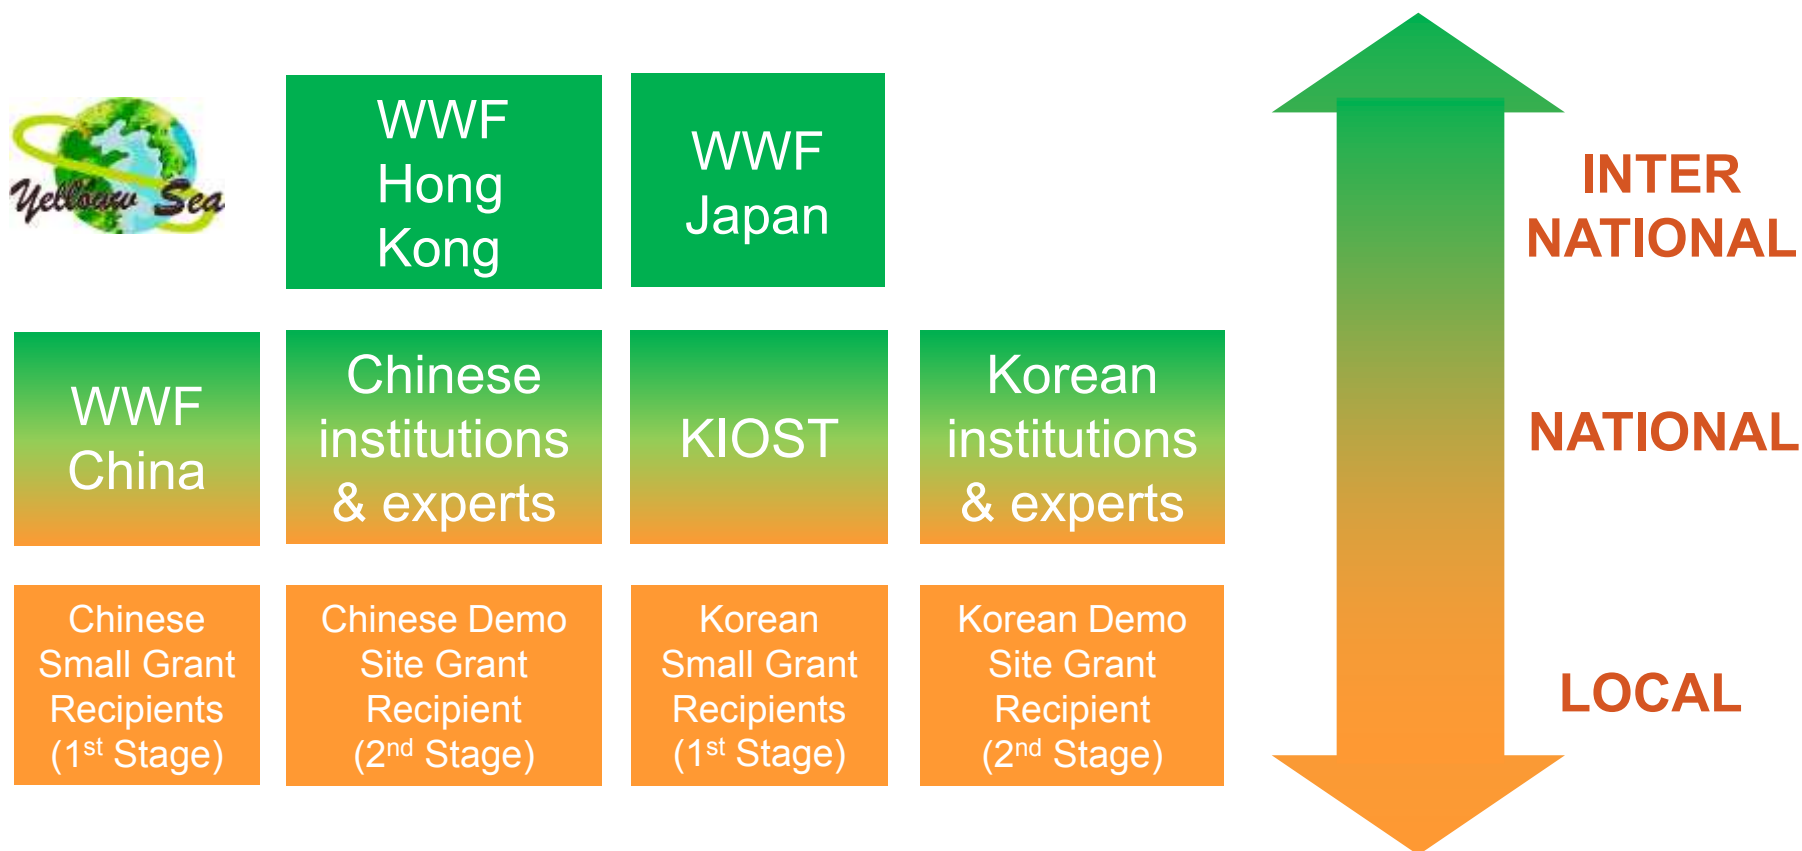 Yellow Sea
WWF
Hong
Kong
WWF
Japan
INTER
NATIONAL
WWF
China
Chinese
institutions
& experts
KIOST
Korean
institutions
& experts
NATIONAL
Chinese
Small Grant
Recipients
(1st Stage)
Chinese Demo
Site Grant
Recipient
(2nd Stage)
Korean
Small Grant
Recipients
(1st Stage)
Korean Demo
Site Grant
Recipient
(2nd Stage)
LOCAL